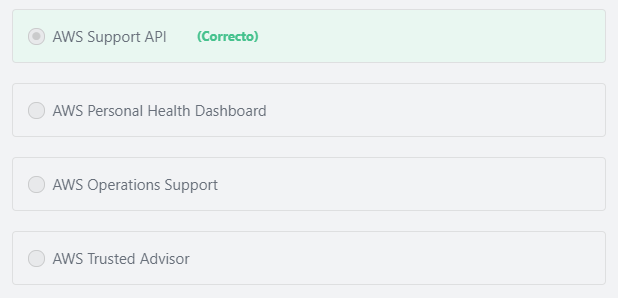 AWS Support API (Correcto)
AWS Personal Health Dashboard
AWS Operations Support
AWS Trusted Advisor